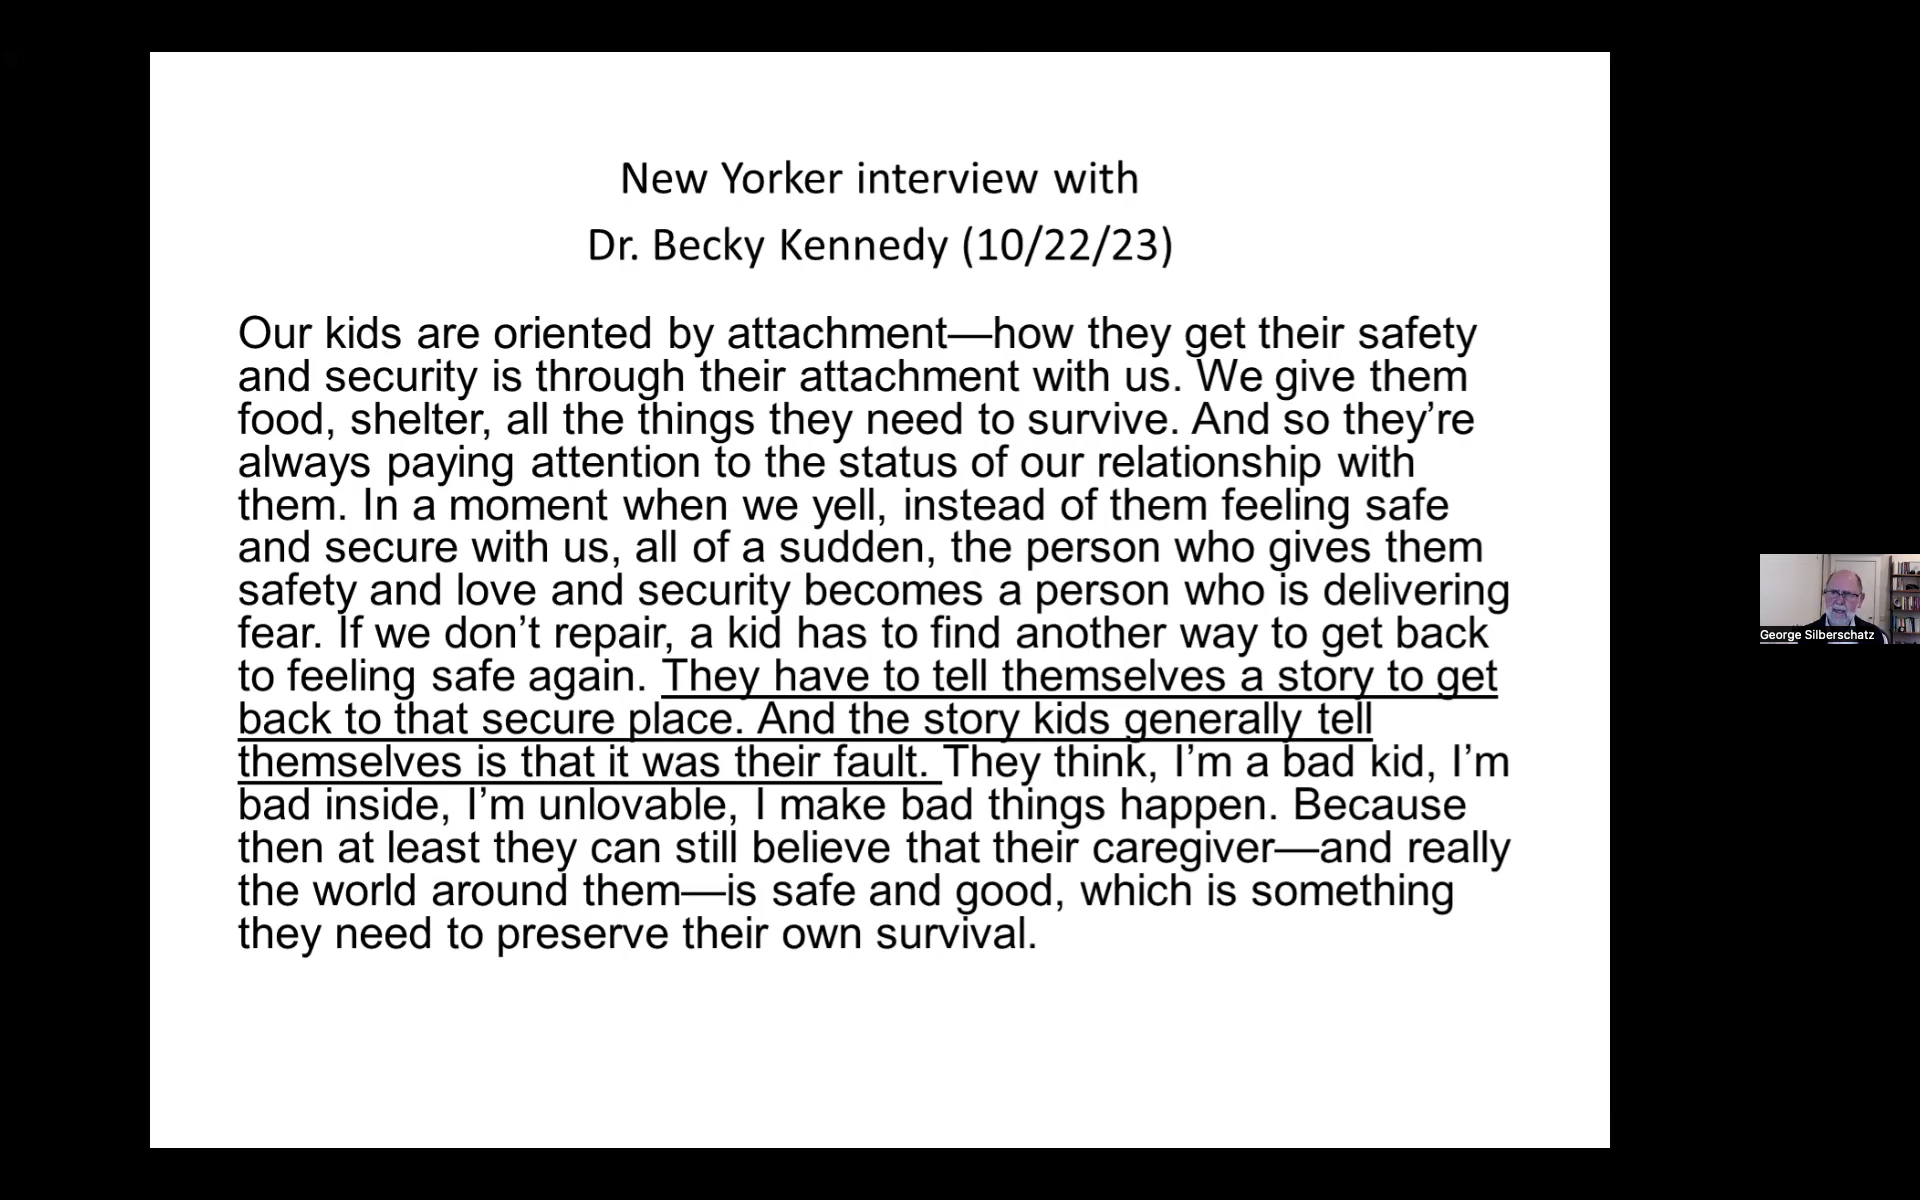 New Yorker interview with
Dr. Becky Kennedy (10/22/23)
Our kids are oriented by attachment—how they get their safety
and security is through their attachment with us. We give them
food, shelter, all the things they need to survive. And so they’re
always paying attention to the status of our relationship with
them. In a moment when we yell, instead of them feeling safe
and secure with us, all of a sudden, the person who gives them
safety and love and security becomes a person who is delivering
fear. If we don’t repair, a kid has to find another way to get back
to feeling safe again. They have to tell themselves a story to get
back to that secure place. And the story kids generally tell
themselves is that it was their fault. They think, I’m a bad kid, I’m
bad inside, I’m unlovable, I make bad things happen. Because
then at least they can still believe that their caregiver—and really
the world around them—is safe and good, which is something
they need to preserve their own survival.
George Silberschatz